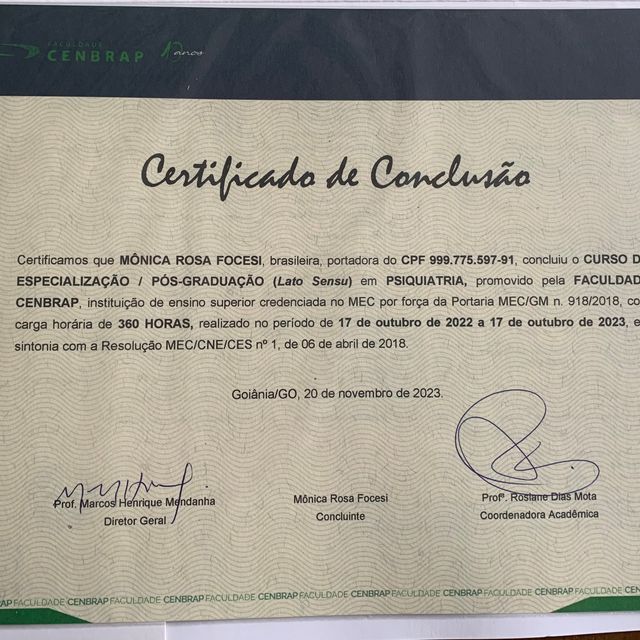 FACULDADE
CENBRAP 10 anos
Certificado de Conclusão
Certificamos que MÔNICA ROSA FOCESI, brasileira, portadora do CPF 999.775.597-91, concluiu o CURSO D
ESPECIALIZAÇÃO / PÓS-GRADUAÇÃO (Lato Sensu) em PSIQUIATRIA, promovido pela FACULDAD
CENBRAP, instituição de ensino superior credenciada no MEC por força da Portaria MEC/GM n. 918/2018, co
carga horária de 360 HORAS, realizado no período de 17 de outubro de 2022 a 17 de outubro de 2023, e
sintonia com a Resolução MEC/CNE/CES nº 1, de 06 de abril de 2018.
Goiânia/GO, 20 de novembro de 2023.
Prof. Marcos Henrique Mendanha
Diretor Geral
Mônica Rosa Focesi
Concluinte
Profª. Rosiane Dias Mota
Coordenadora Acadêmica
RAP FACULDADE CENBRAP FACULDADE CENBRAP FACULDADE CENBRAP FACULDADE CENBRAP FACULDADE CENBRAP FACULDADE